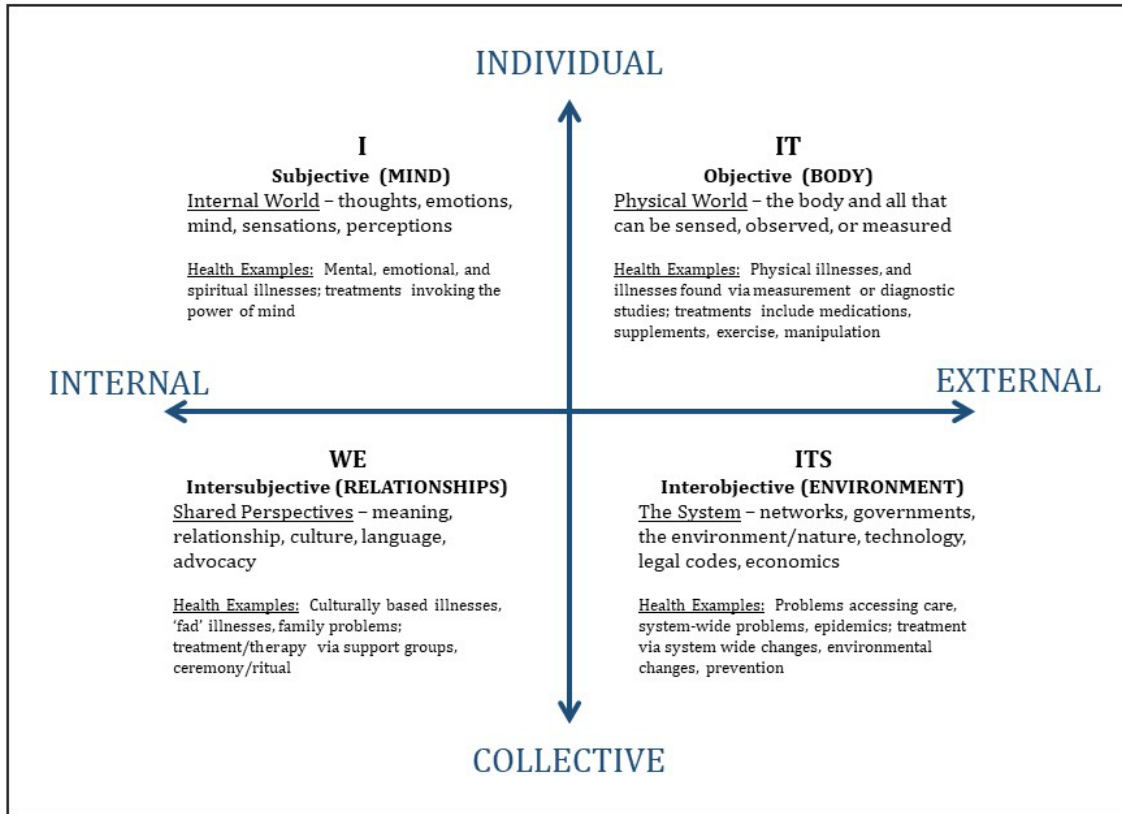 INDIVIDUAL
I
Subjective (MIND)
Internal World – thoughts, emotions,
mind, sensations, perceptions
Health Examples: Mental, emotional, and
spiritual illnesses; treatments invoking the
power of mind
IT
Objective (BODY)
Physical World – the body and all that
can be sensed, observed, or measured
Health Examples: Physical illnesses, and
illnesses found via measurement or diagnostic
studies; treatments include medications,
supplements, exercise, manipulation
INTERNAL
EXTERNAL
WE
Intersubjective (RELATIONSHIPS)
Shared Perspectives – meaning,
relationship, culture, language,
advocacy
Health Examples: Culturally based illnesses,
‘fad’ illnesses, family problems;
treatment/therapy via support groups,
ceremony/ritual
ITS
Interobjective (ENVIRONMENT)
The System – networks, governments,
the environment/nature, technology,
legal codes, economics
Health Examples: Problems accessing care,
system-wide problems, epidemics; treatment
via system wide changes, environmental
changes, prevention
COLLECTIVE